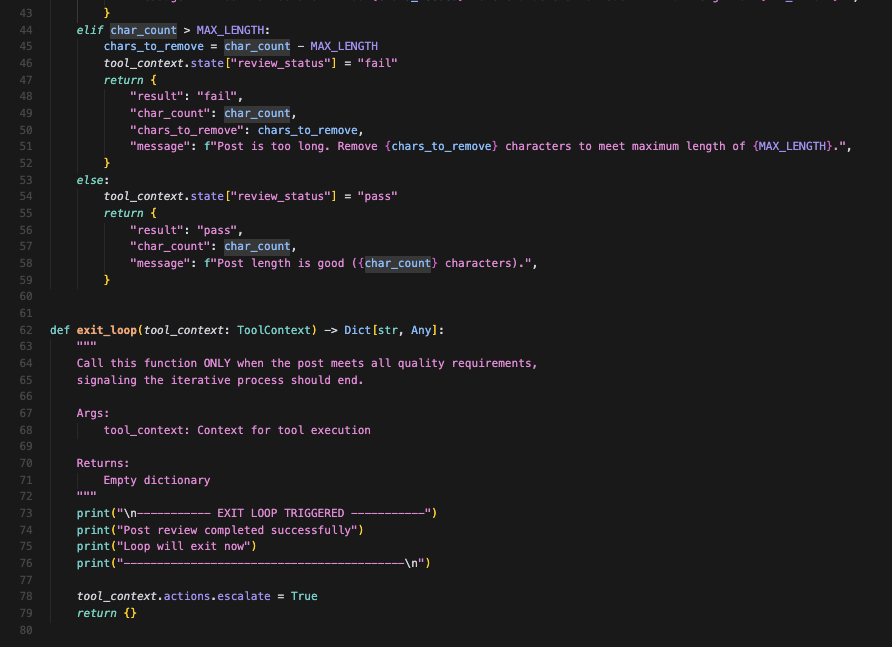 43 }
44 elif char_count > MAX_LENGTH:
45 chars_to_remove = char_count - MAX_LENGTH
46 tool_context.state["review_status"] = "fail"
47 return {
48 "result": "fail",
49 "char_count": char_count,
50 "chars_to_remove": chars_to_remove,
51 "message": f"Post is too long. Remove {chars_to_remove} characters to meet maximum length of {MAX_LENGTH}.",
52 }
53 else:
54 tool_context.state["review_status"] = "pass"
55 return {
56 "result": "pass",
57 "char_count": char_count,
58 "message": f"Post length is good ({char_count} characters).",
59 }
60
61
62 def exit_loop(tool_context: ToolContext) -> Dict[str, Any]:
63 """
64 Call this function ONLY when the post meets all quality requirements,
65 signaling the iterative process should end.
66
67 Args:
68 tool_context: Context for tool execution
69
70 Returns:
71 Empty dictionary
72 """
73 print("\n----------- EXIT LOOP TRIGGERED -----------")
74 print("Post review completed successfully")
75 print("Loop will exit now")
76 print("------------------------------------------\n")
77
78 tool_context.actions.escalate = True
79 return {}
80